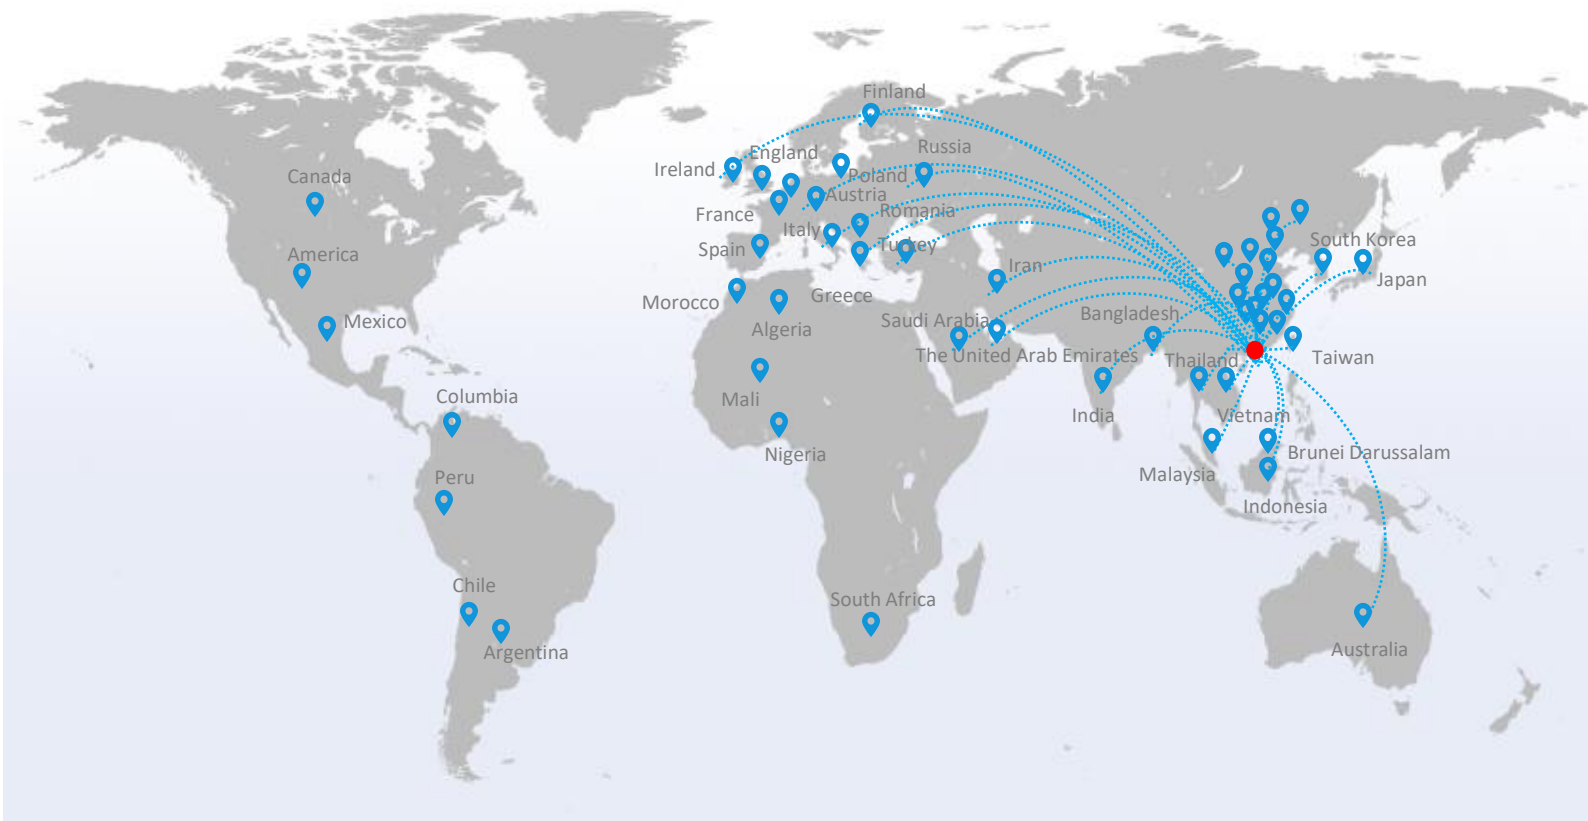 Finland
Russia
England
Ireland
Poland
Canada
Austria
France
Romania
Italy
South Korea
Spain
Turkey
America
Iran
Japan
Morocco
Greece
Algeria
Saudi Arabia
Bangladesh
Mexico
The United Arab Emirates
Thailand
Taiwan
Mali
Columbia
India
Vietnam
Nigeria
Brunei Darussalam
Peru
Malaysia
Indonesia
Chile
South Africa
Argentina
Australia